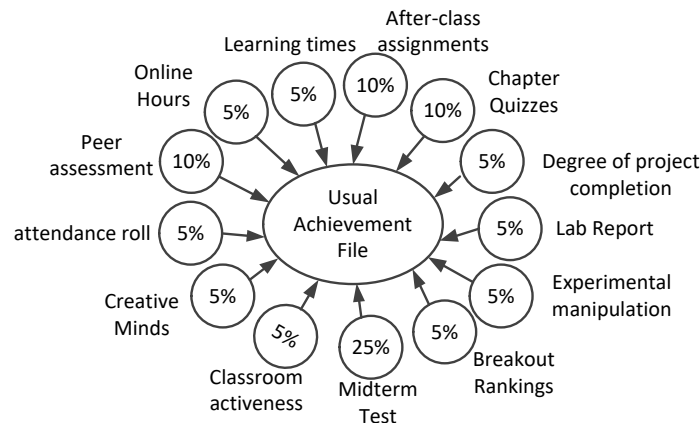 After-class
assignments
10%
Learning times
5%
Online
Hours
5%
Chapter
Quizzes
10%
Peer
assessment
10%
Degree of project
completion
5%
Usual
Achievement
File
attendance roll
5%
Lab Report
5%
Creative
Minds
5%
Experimental
manipulation
5%
Classroom
activeness
5%
Midterm
Test
25%
Breakout
Rankings
5%